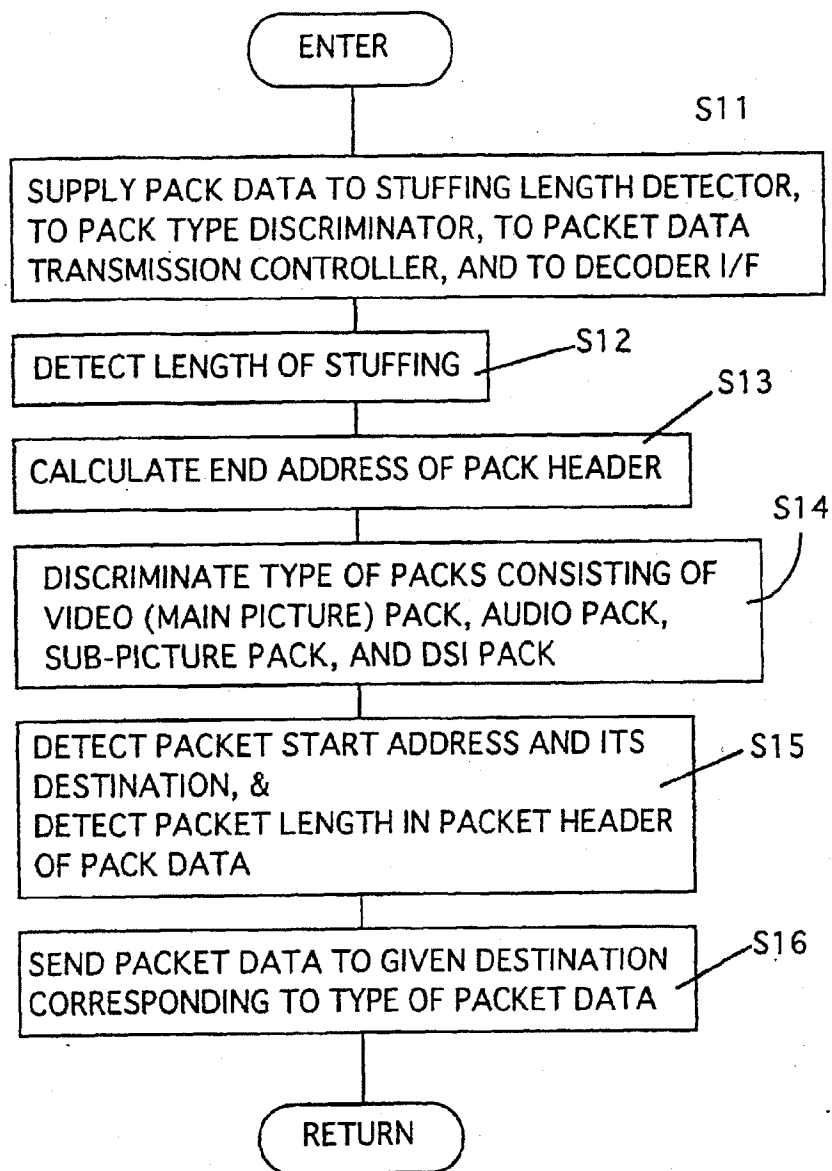 ENTER
S11
SUPPLY PACK DATA TO STUFFING LENGTH DETECTOR,
TO PACK TYPE DISCRIMINATOR, TO PACKET DATA
TRANSMISSION CONTROLLER, AND TO DECODER I/F
S12
DETECT LENGTH OF STUFFING
S13
CALCULATE END ADDRESS OF PACK HEADER
S14
DISCRIMINATE TYPE OF PACKS CONSISTING OF
VIDEO (MAIN PICTURE) PACK, AUDIO PACK,
SUB-PICTURE PACK, AND DSI PACK
DETECT PACKET START ADDRESS AND ITS
S15
DESTINATION, &
DETECT PACKET LENGTH IN PACKET HEADER
OF PACK DATA
S16
SEND PACKET DATA TO GIVEN DESTINATION
CORRESPONDING TO TYPE OF PACKET DATA
RETURN